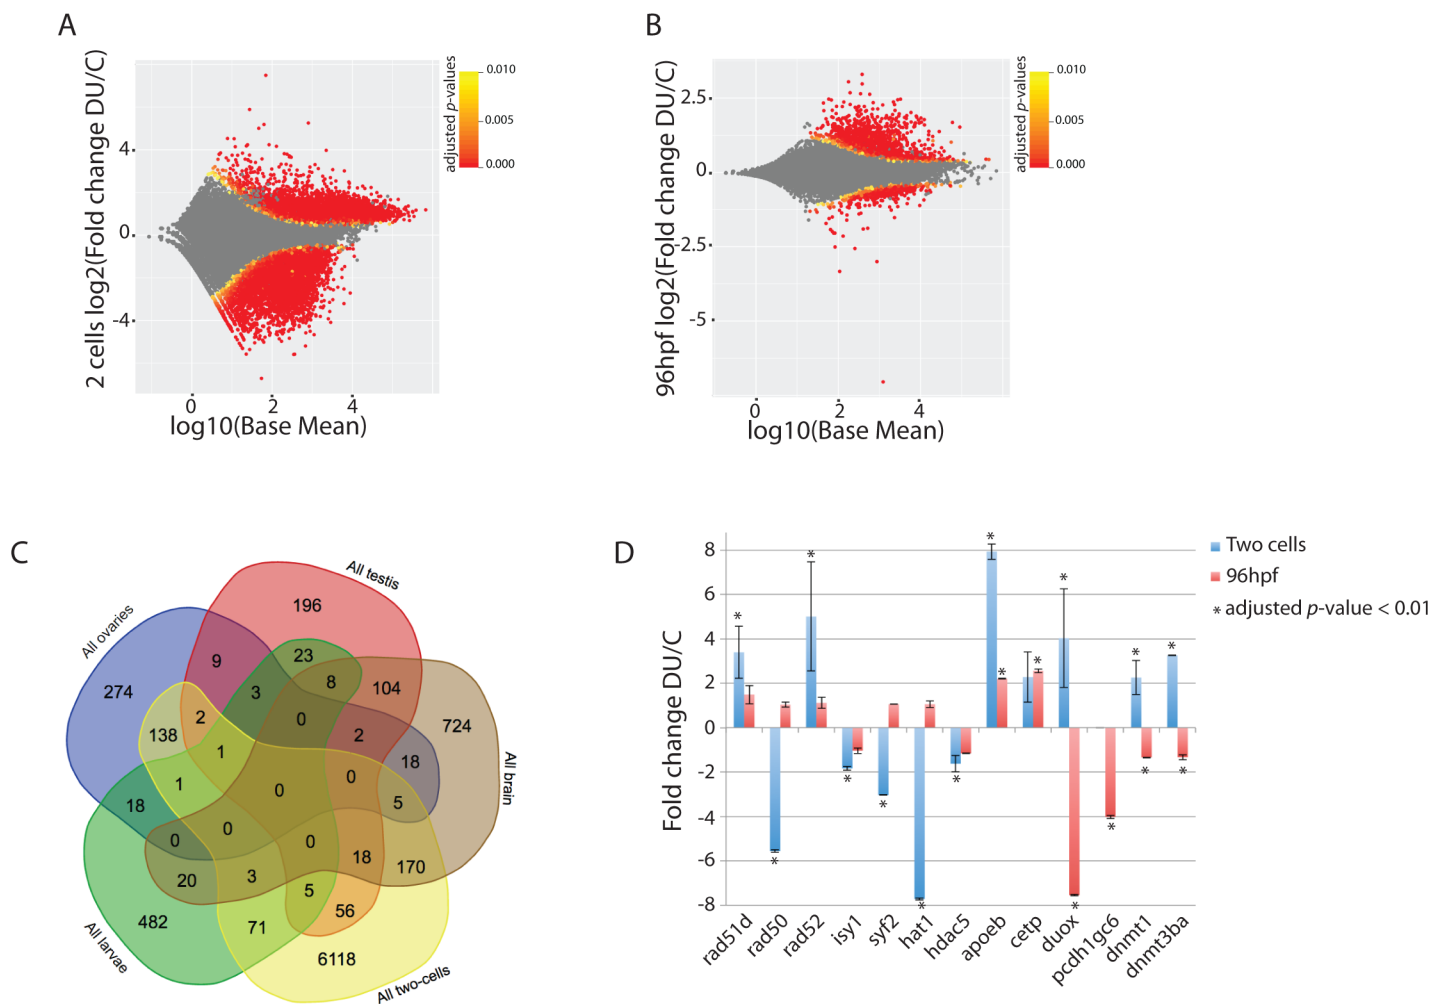 A
2 cells log2(Fold change DU/C)
4
0
-4
0
2
4
log10(Base Mean)
adjusted p-values
0.010
0.005
0.000
B
96hpf log2(Fold change DU/C)
2.5
0
-2.5
-5
0
2
4
log10(Base Mean)
adjusted p-values
0.010
0.005
0.000
C
All ovaries
All testis
All brain
All two-cells
All larvae
196
274
9
23
3
8
104
724
0
138
2
1
2
18
1
0
0
5
18
0
0
0
18
170
20
3
5
482
71
56
6118
D
Fold change DU/C
8
6
4
2
0
-2
-4
-6
-8
* * * * * * * * * * * * * * * *
rad51d
rad50
rad52
isy1
syf2
hat1
hdac5
apoeb
cetp
duox
pcdh1gc6
dnmt1
dnmt3ba
Two cells
96hpf
* adjusted p-value < 0.01